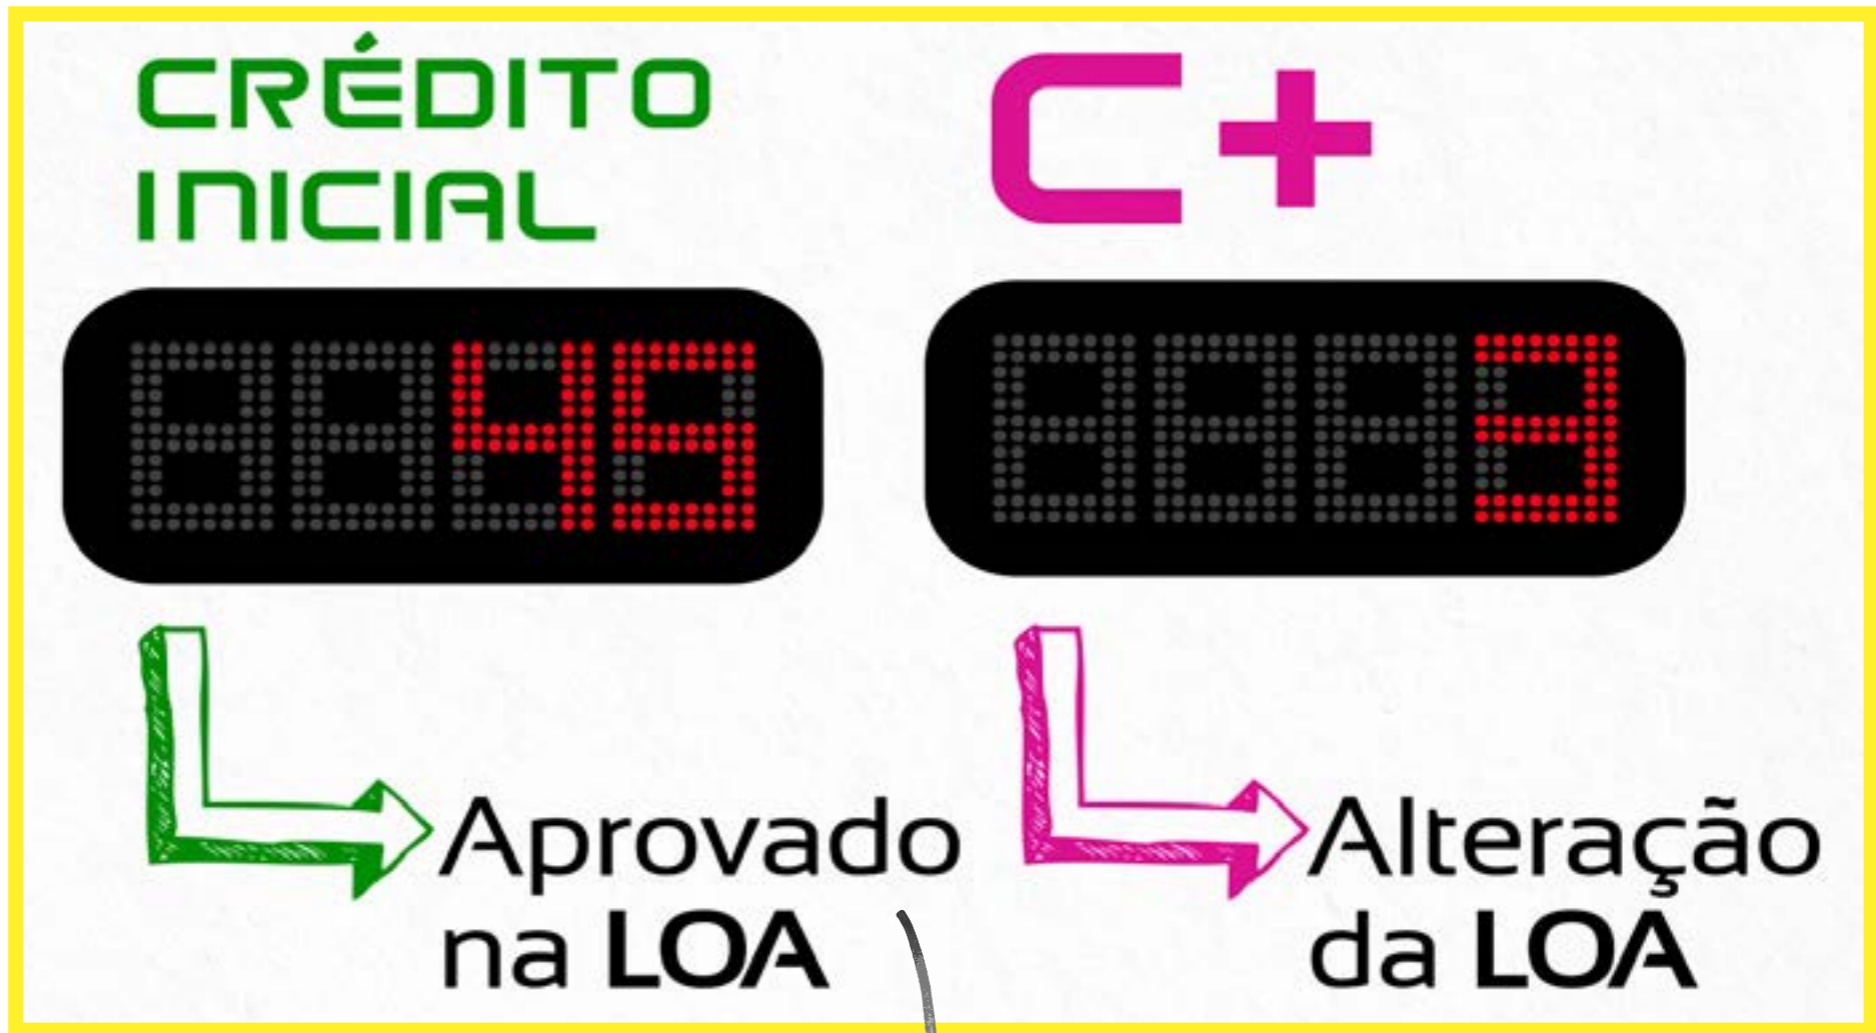 CRÉDITO
INICIAL
C+
45
3
Aprovado
na LOA
Alteração
da LOA